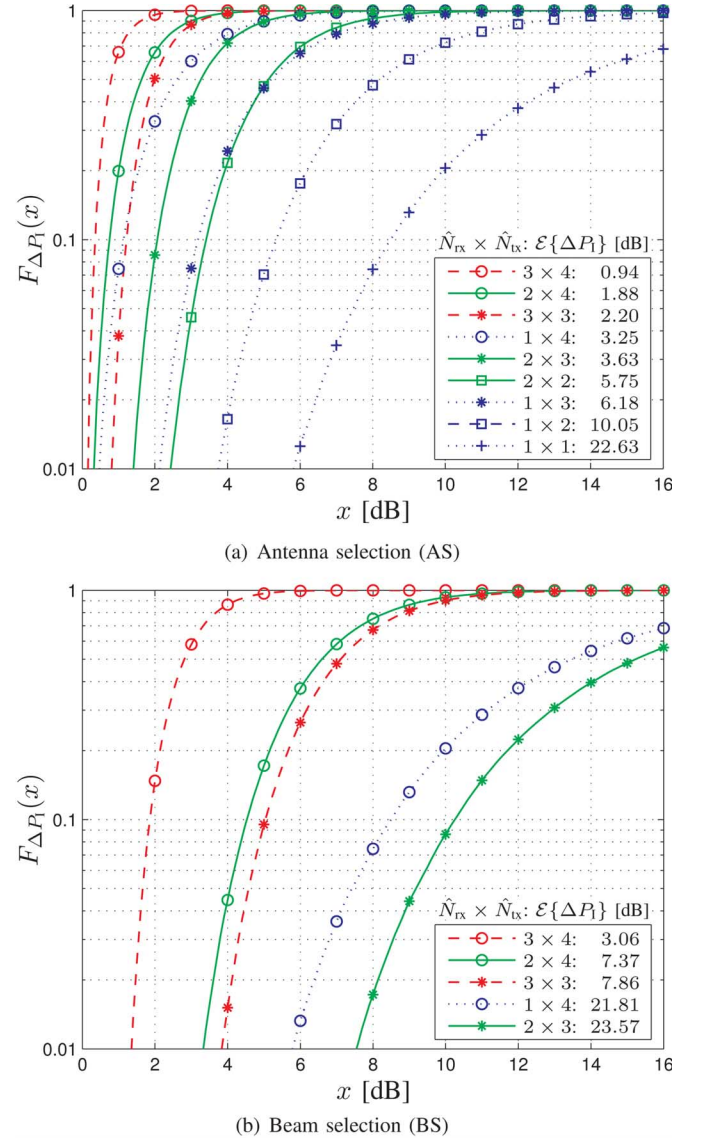 1
0.1
0.01
F_{ΔP_I}(x)
N̂_rx × N̂_tx: ℰ{ΔP_I} [dB]
3 × 4: 0.94
2 × 4: 1.88
3 × 3: 2.20
1 × 4: 3.25
2 × 3: 3.63
2 × 2: 5.75
1 × 3: 6.18
1 × 2: 10.05
1 × 1: 22.63
0 2 4 6 8 10 12 14 16
x [dB]
(a) Antenna selection (AS)
1
0.1
0.01
F_{ΔP_I}(x)
N̂_rx × N̂_tx: ℰ{ΔP_I} [dB]
3 × 4: 3.06
2 × 4: 7.37
3 × 3: 7.86
1 × 4: 21.81
2 × 3: 23.57
0 2 4 6 8 10 12 14 16
x [dB]
(b) Beam selection (BS)